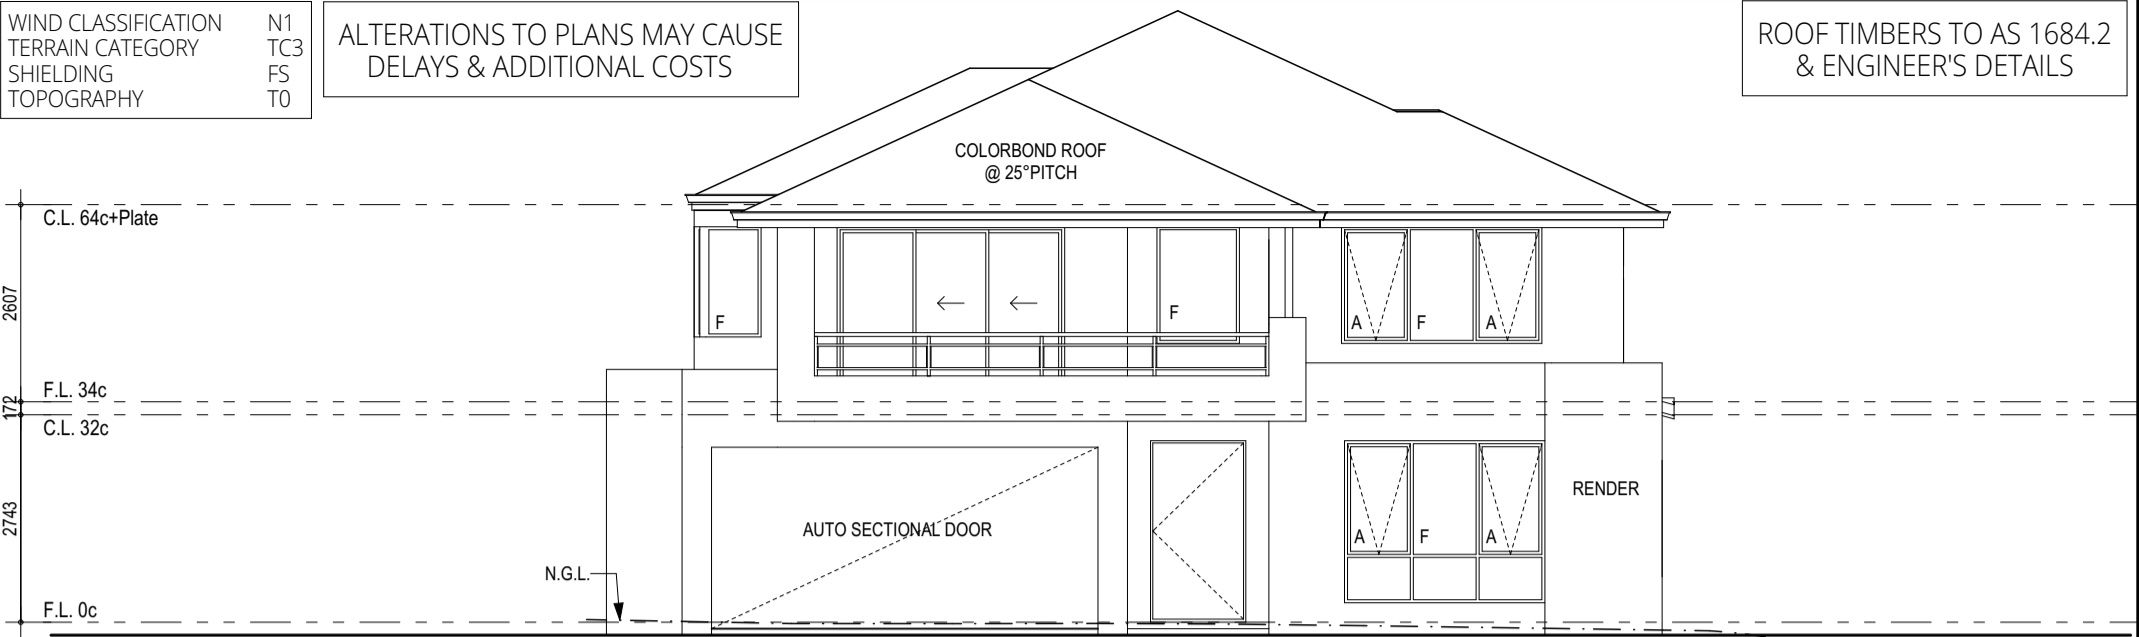 WIND CLASSIFICATION N1
TERRAIN CATEGORY TC3
SHIELDING FS
TOPOGRAPHY T0
ALTERATIONS TO PLANS MAY CAUSE
DELAYS & ADDITIONAL COSTS
ROOF TIMBERS TO AS 1684.2
& ENGINEER'S DETAILS
COLORBOND ROOF
@ 25°PITCH
C.L. 64c+Plate
2607
F
F
A F A
F.L. 34c
172
C.L. 32c
2743
RENDER
AUTO SECTIONAL DOOR
A F A
N.G.L.
F.L. 0c